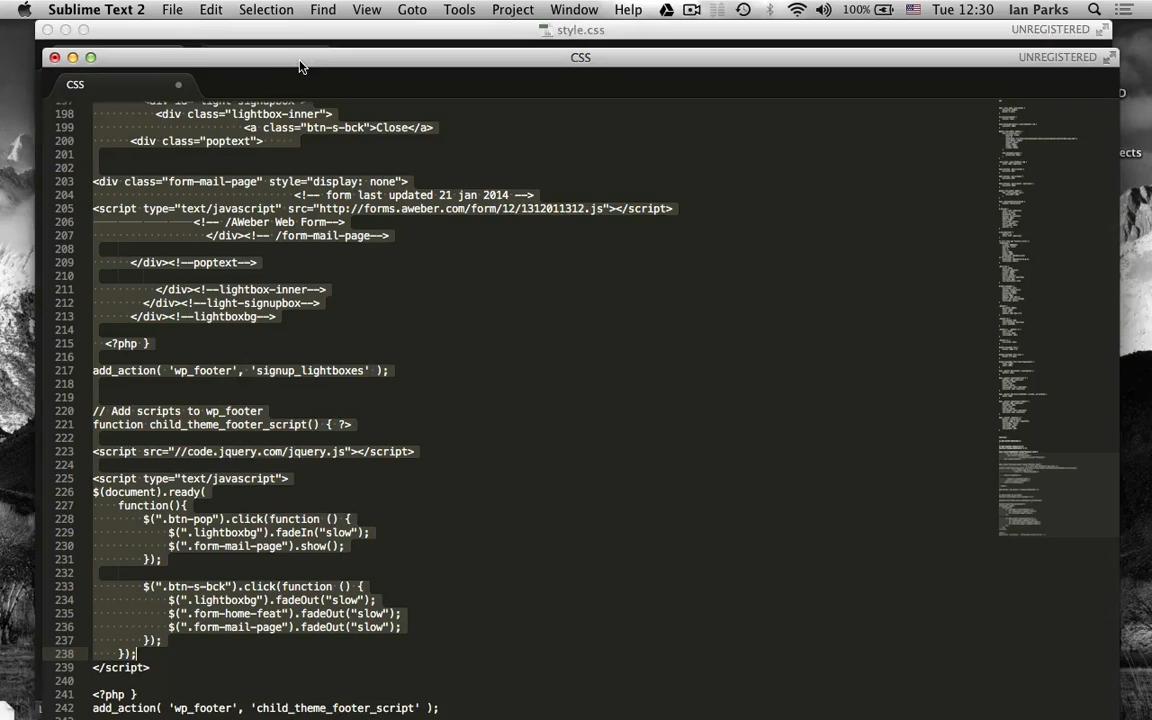 Sublime Text 2 File Edit Selection Find View Goto Tools Project Window Help 100% Tue 12:30 Ian Parks
style.css UNREGISTERED
CSS UNREGISTERED
CSS
197 <div id="light-signupbox">
198 <div class="lightbox-inner">
199 <a class="btn-s-bck">Close</a>
200 <div class="poptext">
201
202
203 <div class="form-mail-page" style="display: none">
204 <!-- form last updated 21 jan 2014 -->
205 <script type="text/javascript" src="http://forms.aweber.com/form/12/1312011312.js"></script>
206 <!-- /AWeber Web Form-->
207 </div><!-- /form-mail-page-->
208
209 </div><!--poptext-->
210
211 </div><!--lightbox-inner-->
212 </div><!--light-signupbox-->
213 </div><!--lightboxbg-->
214
215 <?php }
216
217 add_action( 'wp_footer', 'signup_lightboxes' );
218
219
220 // Add scripts to wp_footer
221 function child_theme_footer_script() { ?>
222
223 <script src="//code.jquery.com/jquery.js"></script>
224
225 <script type="text/javascript">
226 $(document).ready(
227 function(){
228 $(".btn-pop").click(function () {
229 $(".lightboxbg").fadeIn("slow");
230 $(".form-mail-page").show();
231 });
232
233 $(".btn-s-bck").click(function () {
234 $(".lightboxbg").fadeOut("slow");
235 $(".form-home-feat").fadeOut("slow");
236 $(".form-mail-page").fadeOut("slow");
237 });
238 });
239 </script>
240
241 <?php }
242 add_action( 'wp_footer', 'child_theme_footer_script' );
ects